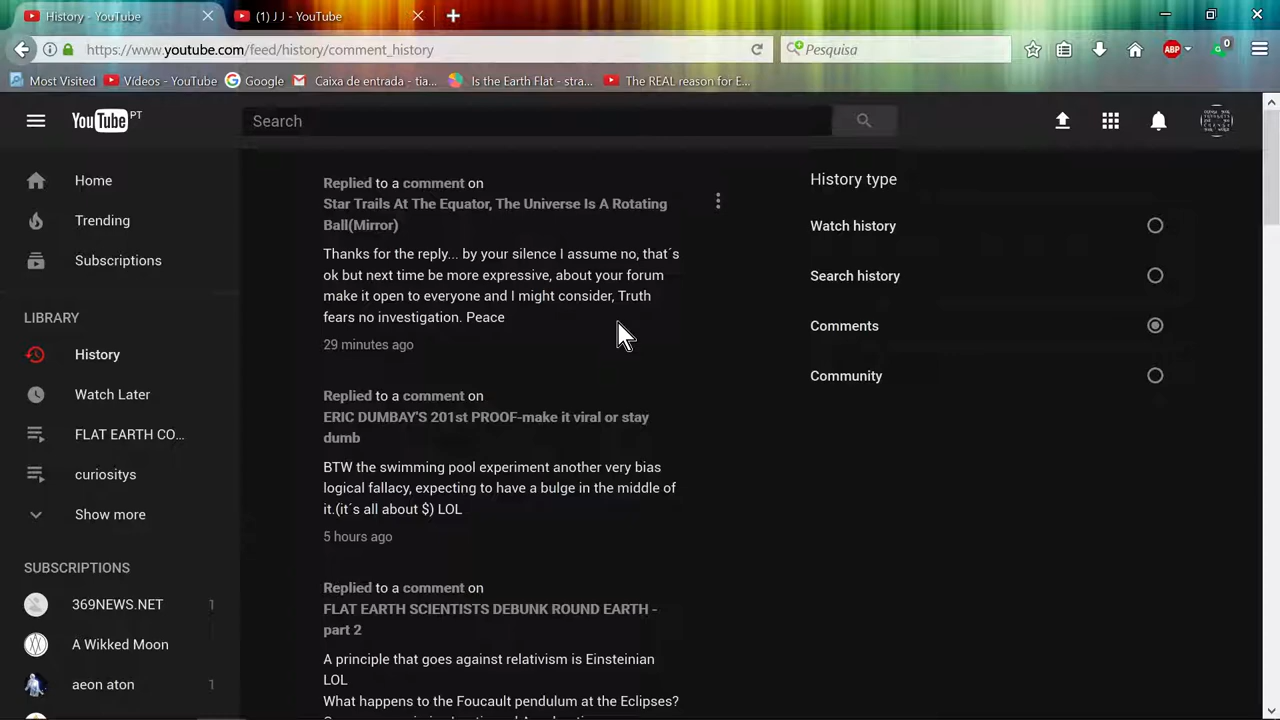 History - YouTube
(1) J J - YouTube
https://www.youtube.com/feed/history/comment_history
Pesquisa
ABP
0
Most Visited
Vídeos - YouTube
Google
Caixa de entrada - tia...
Is the Earth Flat - stra...
The REAL reason for E...
YouTube PT
Search
Home
Trending
Subscriptions
LIBRARY
History
Watch Later
FLAT EARTH CO...
curiositys
Show more
SUBSCRIPTIONS
369NEWS.NET 1
A Wikked Moon
aeon aton 1
Replied to a comment on
Star Trails At The Equator, The Universe Is A Rotating
Ball(Mirror)
Thanks for the reply... by your silence I assume no, that´s
ok but next time be more expressive, about your forum
make it open to everyone and I might consider, Truth
fears no investigation. Peace
29 minutes ago
Replied to a comment on
ERIC DUMBAY'S 201st PROOF-make it viral or stay
dumb
BTW the swimming pool experiment another very bias
logical fallacy, expecting to have a bulge in the middle of
it.(it´s all about $) LOL
5 hours ago
Replied to a comment on
FLAT EARTH SCIENTISTS DEBUNK ROUND EARTH -
part 2
A principle that goes against relativism is Einsteinian
LOL
What happens to the Foucault pendulum at the Eclipses?
History type
Watch history
Search history
Comments
Community